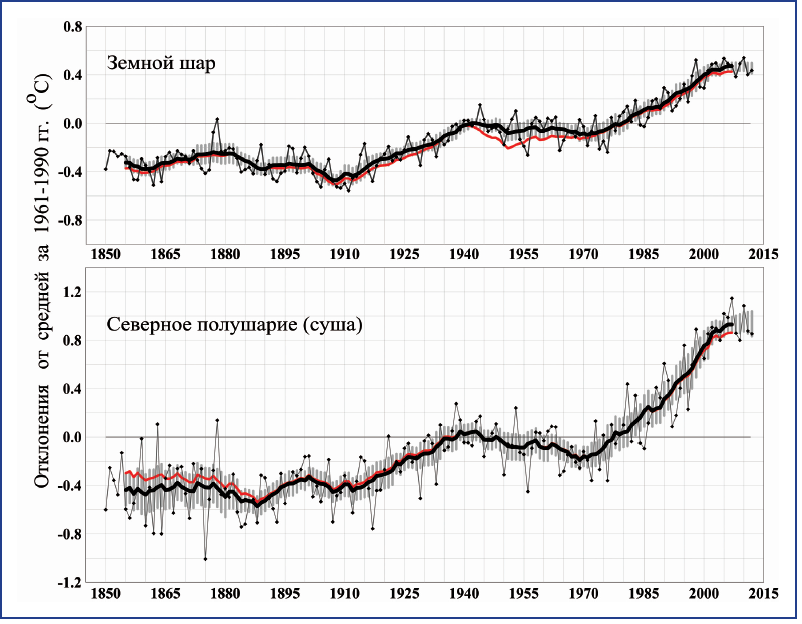 Отклонения от средней за 1961-1990 гг. (°С)
0.8
Земной шар
0.4
0.0
-0.4
-0.8
1850 1865 1880 1895 1910 1925 1940 1955 1970 1985 2000 2015
1.2
Северное полушарие (суша)
0.8
0.4
0.0
-0.4
-0.8
-1.2
1850 1865 1880 1895 1910 1925 1940 1955 1970 1985 2000 2015